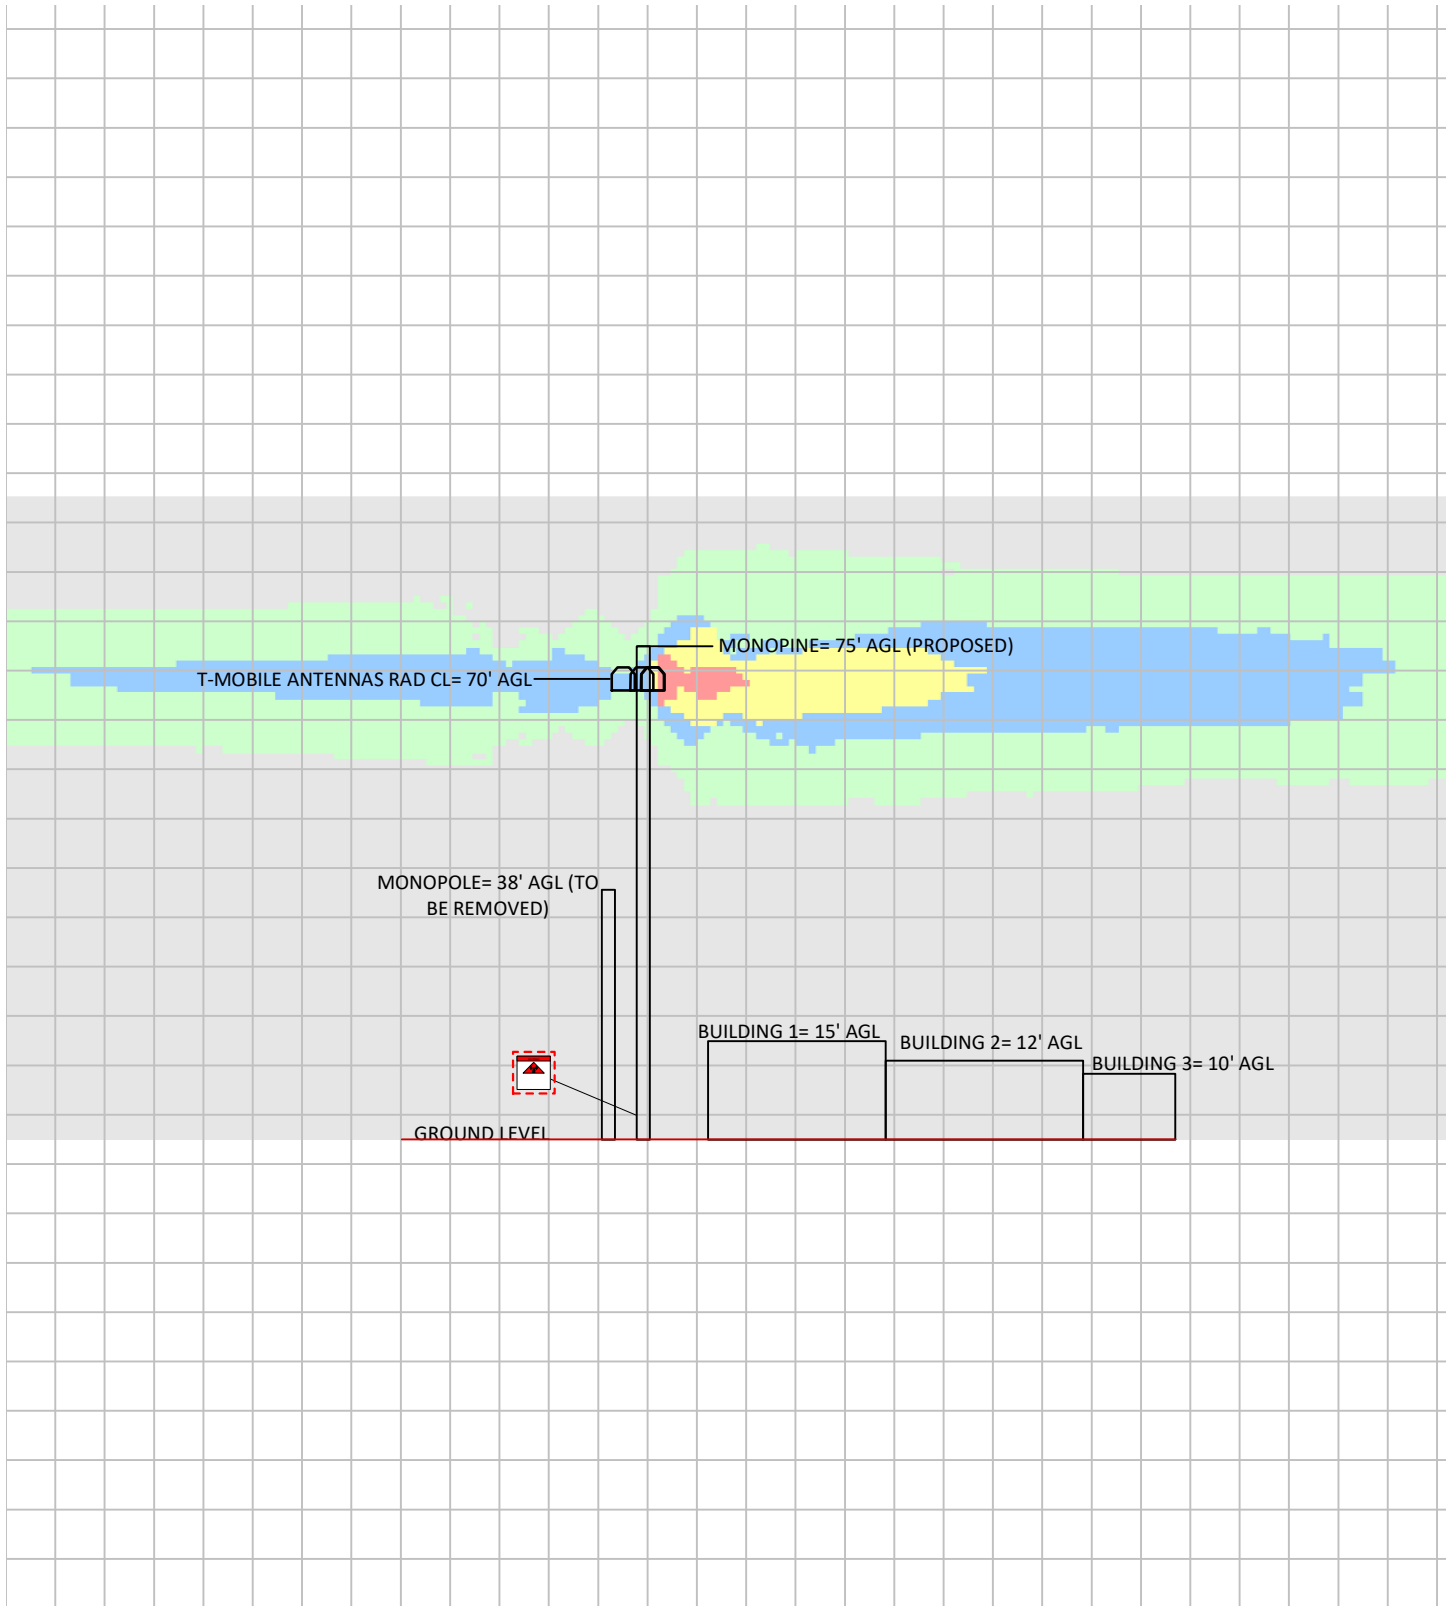 MONOPINE= 75' AGL (PROPOSED)
T-MOBILE ANTENNAS RAD CL= 70' AGL
MONOPOLE= 38' AGL (TO
BE REMOVED)
BUILDING 1= 15' AGL
BUILDING 2= 12' AGL
BUILDING 3= 10' AGL
GROUND LEVEL